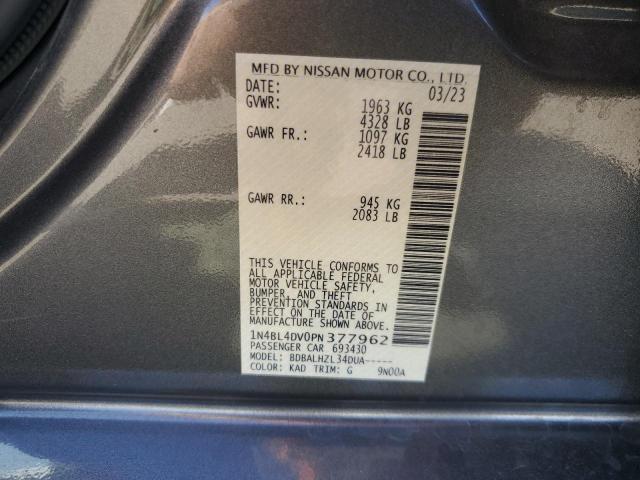 MFD BY NISSAN MOTOR CO., LTD.
DATE: 03/23
GVWR: 1963 KG
4328 LB
GAWR FR.: 1097 KG
2418 LB
GAWR RR.: 945 KG
2083 LB
THIS VEHICLE CONFORMS TO
ALL APPLICABLE FEDERAL
MOTOR VEHICLE SAFETY,
BUMPER, AND THEFT
PREVENTION STANDARDS IN
EFFECT ON THE DATE OF
MANUFACTURE SHOWN ABOVE.
1N4BL4DV0PN377962
PASSENGER CAR 693430
MODEL: BDBALHZL34DUA-----
COLOR: KAD TRIM: G 9N00A